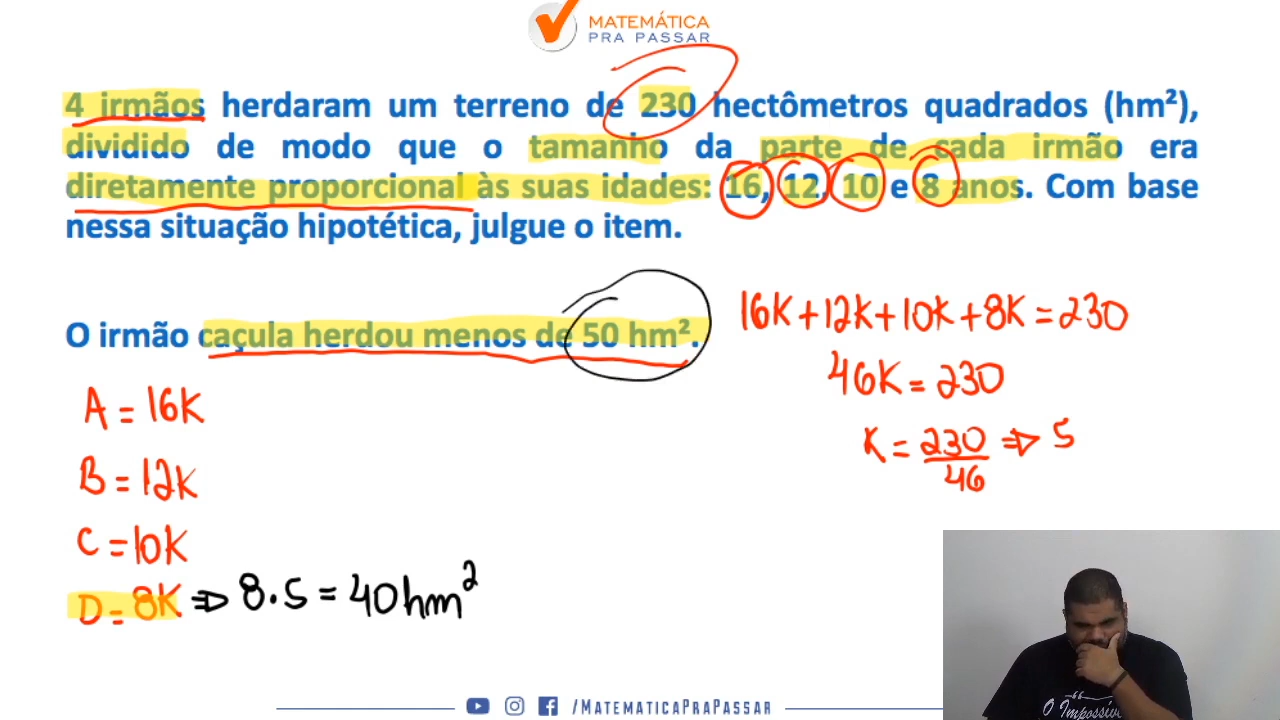 MATEMÁTICA
PRA PASSAR
4 irmãos herdaram um terreno de 230 hectômetros quadrados (hm²),
dividido de modo que o tamanho da parte de cada irmão era
diretamente proporcional às suas idades: 16, 12, 10 e 8 anos. Com base
nessa situação hipotética, julgue o item.
O irmão caçula herdou menos de 50 hm².
16K+12K+10K+8K=230
46K=230
K=230/46 ⇒ 5
A=16K
B=12K
C=10K
D=8K ⇒ 8.5=40hm²
O Impossív
/MatematicaPraPassar